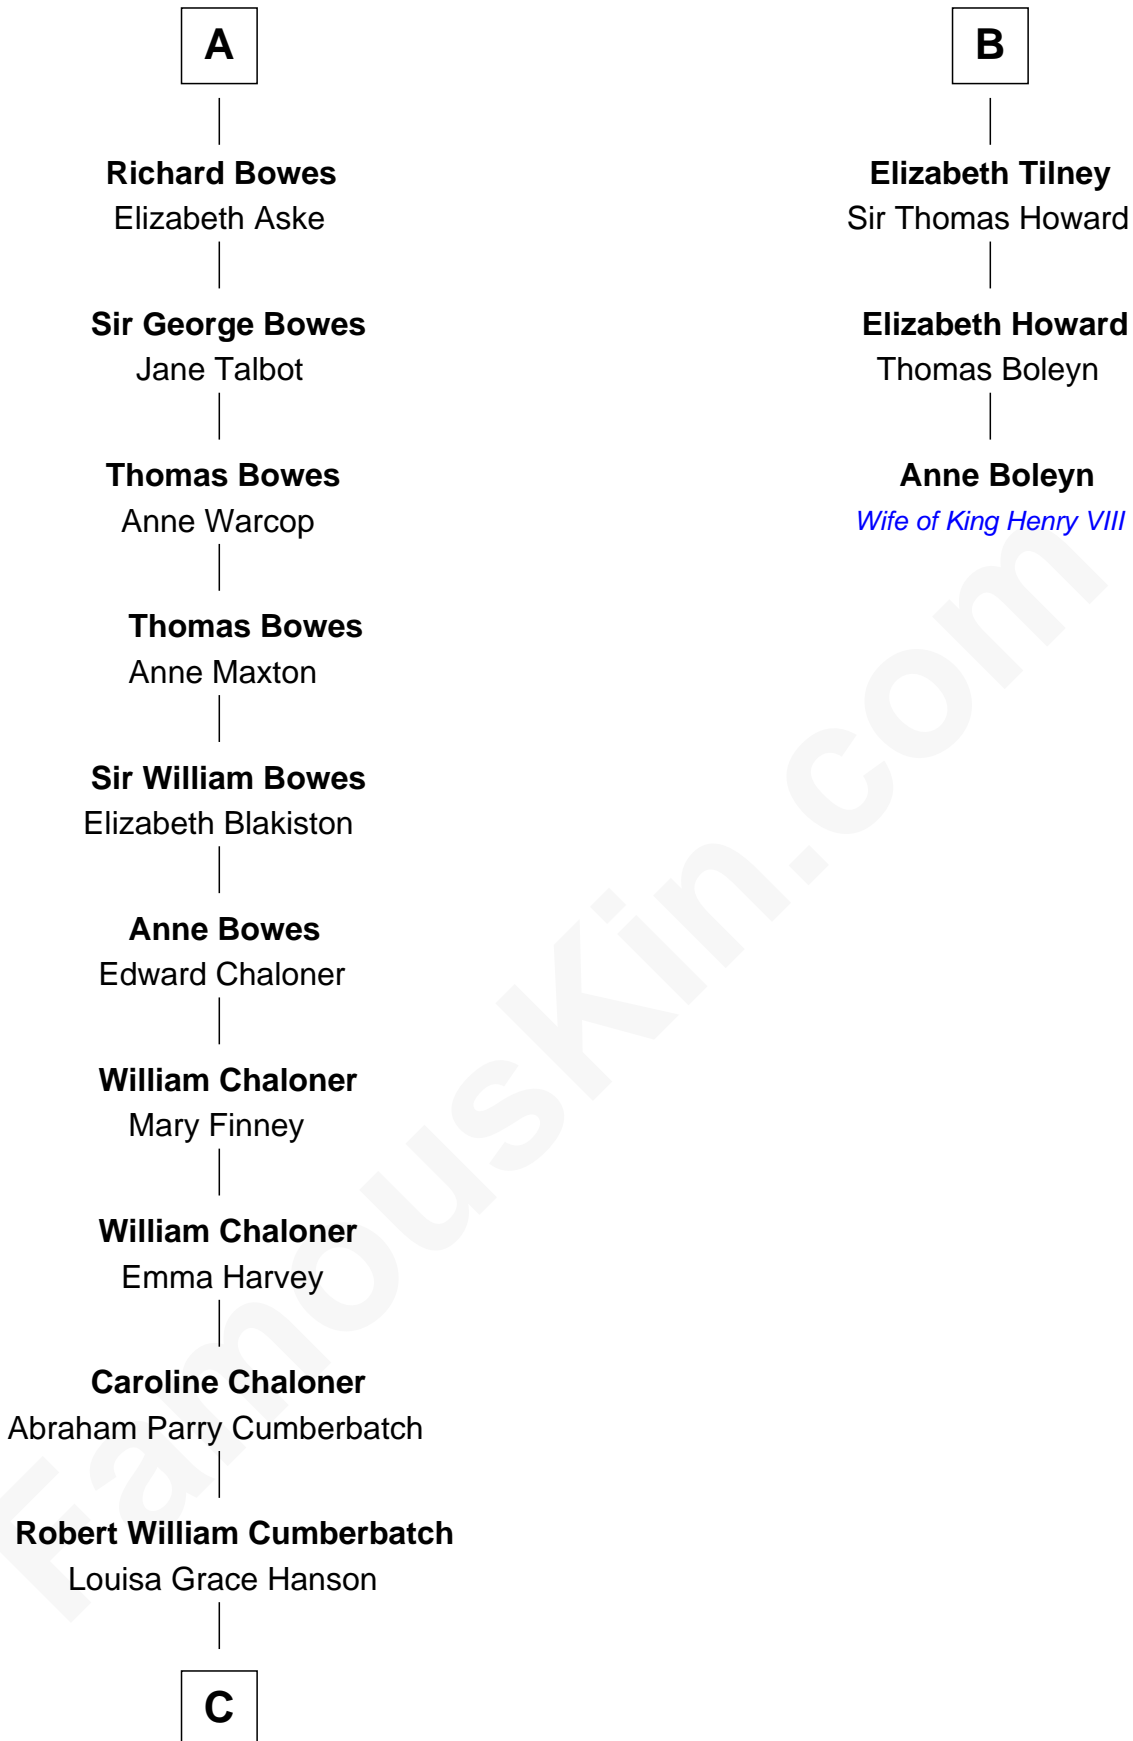 A
Richard Bowes
Elizabeth Aske
Sir George Bowes
Jane Talbot
Thomas Bowes
Anne Warcop
Thomas Bowes
Anne Maxton
Sir William Bowes
Elizabeth Blakiston
Anne Bowes
Edward Chaloner
William Chaloner
Mary Finney
William Chaloner
Emma Harvey
Caroline Chaloner
Abraham Parry Cumberbatch
Robert William Cumberbatch
Louisa Grace Hanson
C
B
Elizabeth Tilney
Sir Thomas Howard
Elizabeth Howard
Thomas Boleyn
Anne Boleyn
Wife of King Henry VIII
FamousKin.com